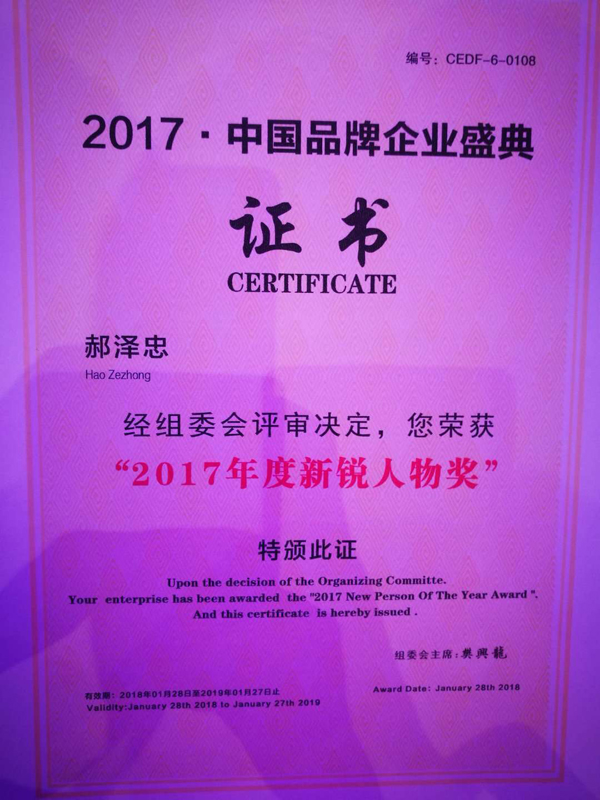 编号：CEDF-6-0108
2017·中国品牌企业盛典
证书
CERTIFICATE
郝泽忠
Hao Zezhong
经组委会评审决定，您荣获
“2017年度新锐人物奖”
特颁此证
Upon the decision of the Organizing Committe.
Your enterprise has been awarded the "2017 New Person Of The Year Award ".
And this certificate is hereby issued .
组委会主席：樊興龍
有效期：2018年01月28日至2019年01月27日止
Award Date: January 28th 2018
Validity:January 28th 2018 to January 27th 2019